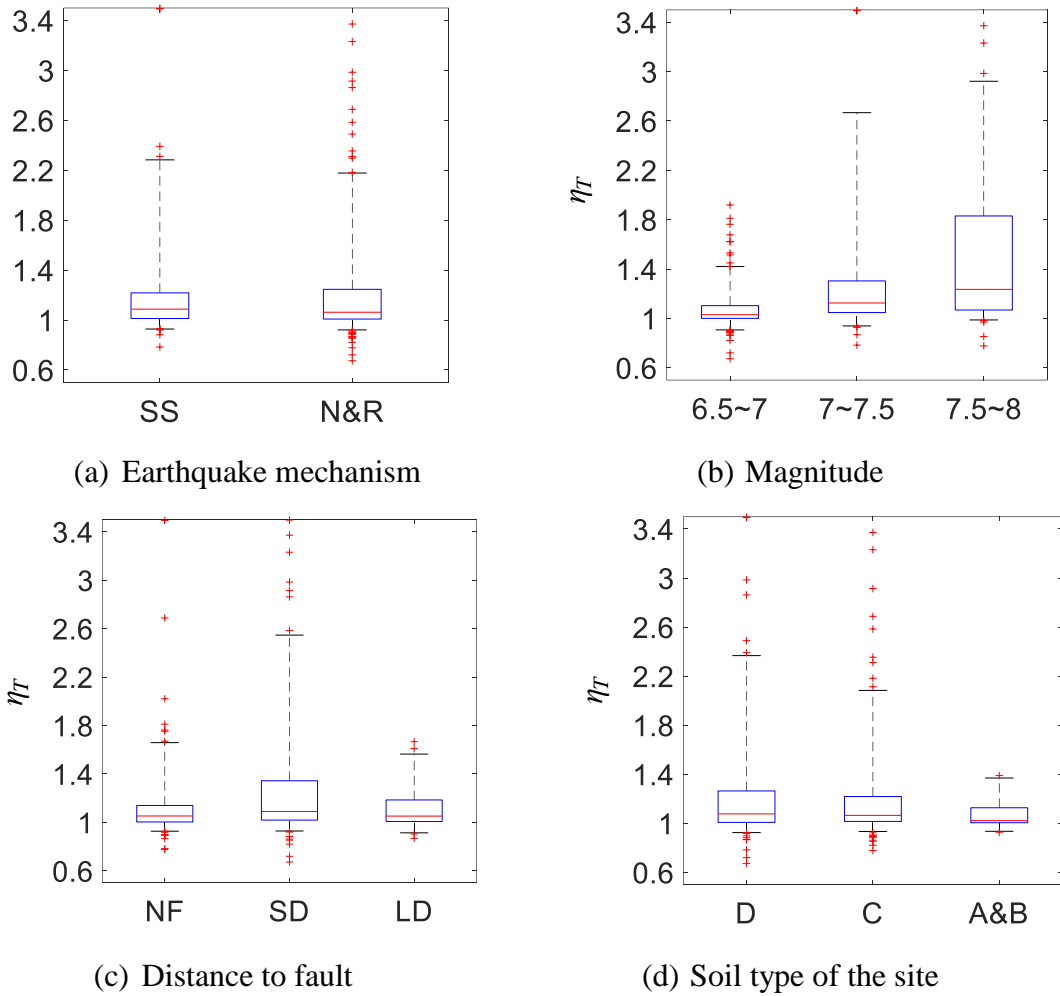 3.4
3
2.6
2.2
1.8
1.4
1
0.6
SS N&R
(a) Earthquake mechanism
η_T
3.4
3
2.6
2.2
1.8
1.4
1
0.6
6.5~7 7~7.5 7.5~8
(b) Magnitude
η_T
3.4
3
2.6
2.2
1.8
1.4
1
0.6
NF SD LD
(c) Distance to fault
η_T
3.4
3
2.6
2.2
1.8
1.4
1
0.6
D C A&B
(d) Soil type of the site